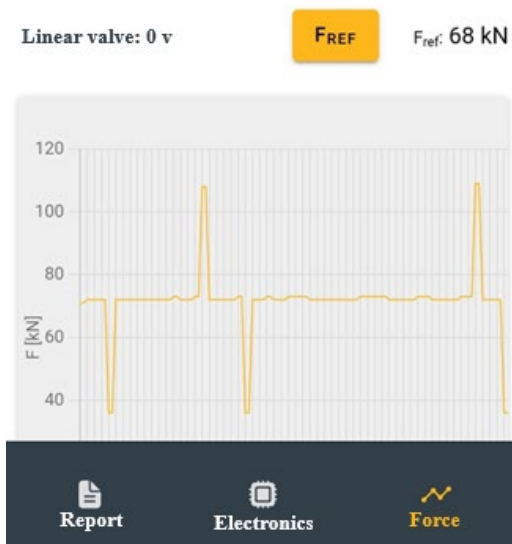 Linear valve: 0 v
FREF
Fref: 68 kN
120
100
80
60
40
F [kN]
Report
Electronics
Force